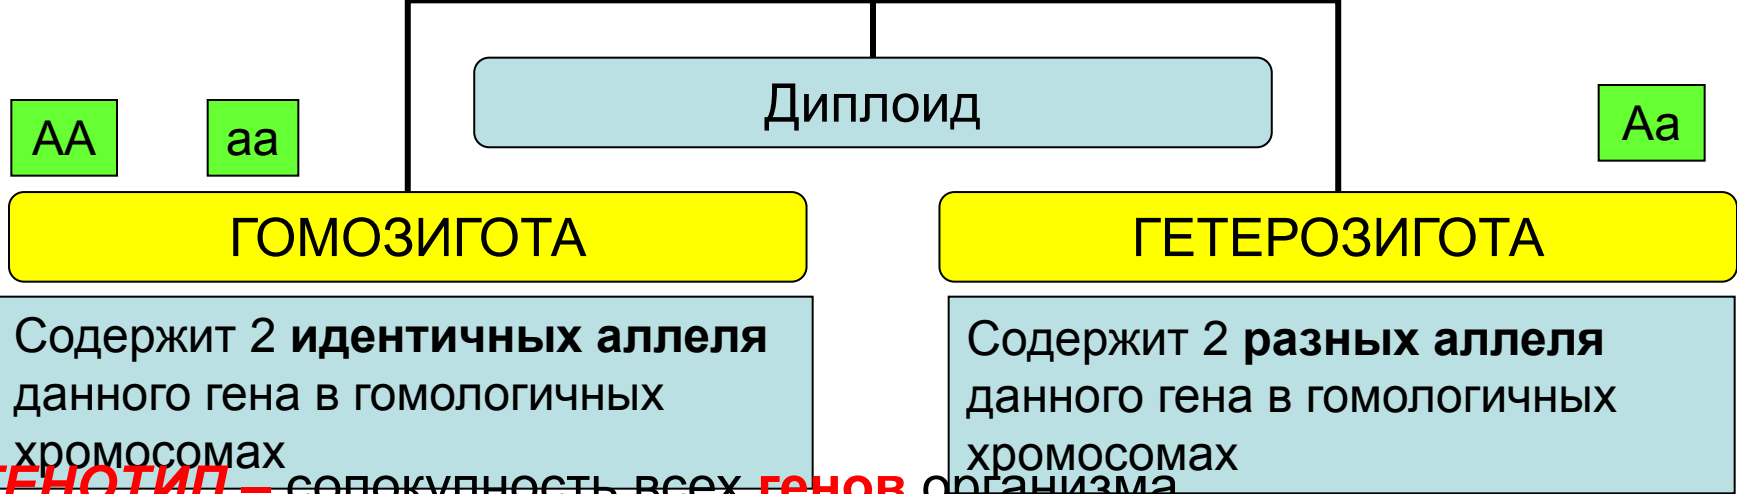 Диплоид
АА
аа
Аа
ГОМОЗИГОТА
ГЕТЕРОЗИГОТА
Содержит 2 идентичных аллеля
данного гена в гомологичных
хромосомах
Содержит 2 разных аллеля
данного гена в гомологичных
хромосомах
ГЕНОТИП – совокупность всех генов организма